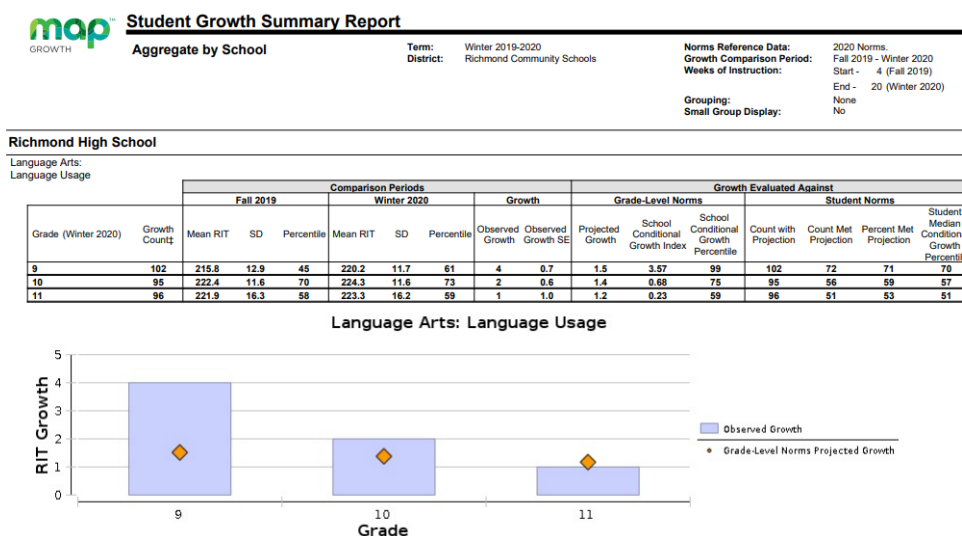 map™
GROWTH
Student Growth Summary Report
Aggregate by School
Term: Winter 2019-2020
District: Richmond Community Schools
Norms Reference Data: 2020 Norms.
Growth Comparison Period: Fall 2019 - Winter 2020
Weeks of Instruction: Start - 4 (Fall 2019)
End - 20 (Winter 2020)
Grouping: None
Small Group Display: No
Richmond High School
Language Arts:
Language Usage
Comparison Periods Growth Evaluated Against
Fall 2019 Winter 2020 Growth Grade-Level Norms Student Norms
Grade (Winter 2020) Growth Count‡ Mean RIT SD Percentile Mean RIT SD Percentile Observed Growth Observed Growth SE Projected Growth School Conditional Growth Index School Conditional Growth Percentile Count with Projection Count Met Projection Percent Met Projection Student Median Condition Growth Percentil
9 102 215.8 12.9 45 220.2 11.7 61 4 0.7 1.5 3.57 99 102 72 71 70
10 95 222.4 11.6 70 224.3 11.6 73 2 0.6 1.4 0.68 75 95 56 59 57
11 96 221.9 16.3 58 223.3 16.2 59 1 1.0 1.2 0.23 59 96 51 53 51
Language Arts: Language Usage
RIT Growth
5
4
3
2
1
0
9 10 11
Grade
Observed Growth
Grade-Level Norms Projected Growth